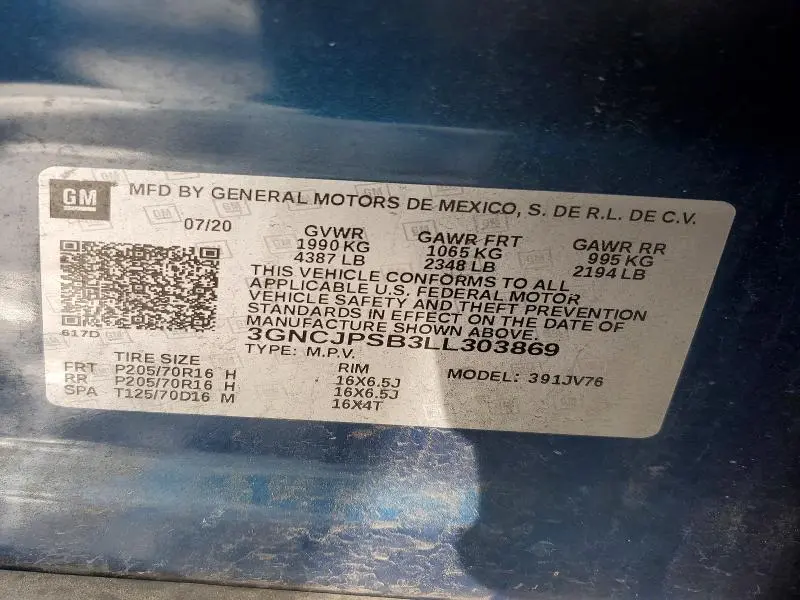 GM MFD BY GENERAL MOTORS DE MEXICO, S. DE R.L. DE C.V.
07/20 GVWR GAWR FRT GAWR RR
1990 KG 1065 KG 995 KG
4387 LB 2348 LB 2194 LB
THIS VEHICLE CONFORMS TO ALL
APPLICABLE U.S. FEDERAL MOTOR
VEHICLE SAFETY AND THEFT PREVENTION
STANDARDS IN EFFECT ON THE DATE OF
MANUFACTURE SHOWN ABOVE.
617D
3GNCJPSB3LL303869
TYPE: M.P.V. MODEL: 391JV76
TIRE SIZE RIM
FRT P205/70R16 H 16X6.5J
RR P205/70R16 H 16X6.5J
SPA T125/70D16 M 16X4T